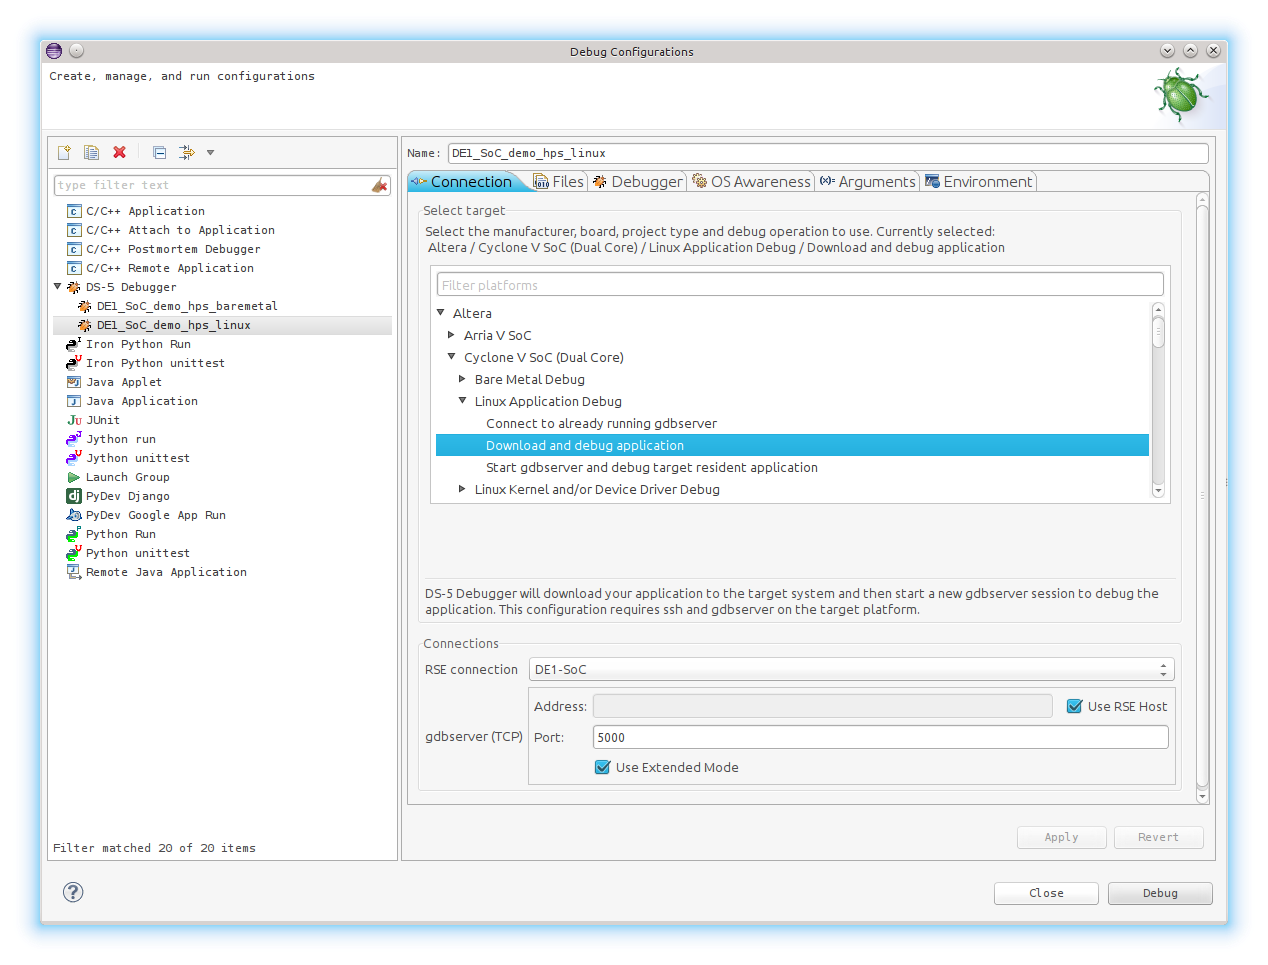 Debug Configurations
Create, manage, and run configurations
type filter text
C/C++ Application
C/C++ Attach to Application
C/C++ Postmortem Debugger
C/C++ Remote Application
DS-5 Debugger
DE1_SoC_demo_hps_baremetal
DE1_SoC_demo_hps_linux
Iron Python Run
Iron Python unittest
Java Applet
Java Application
JUnit
Jython run
Jython unittest
Launch Group
PyDev Django
PyDev Google App Run
Python Run
Python unittest
Remote Java Application
Filter matched 20 of 20 items
Name: DE1_SoC_demo_hps_linux
Connection Files Debugger OS Awareness Arguments Environment
Select target
Select the manufacturer, board, project type and debug operation to use. Currently selected:
Altera / Cyclone V SoC (Dual Core) / Linux Application Debug / Download and debug application
Filter platforms
Altera
Arria V SoC
Cyclone V SoC (Dual Core)
Bare Metal Debug
Linux Application Debug
Connect to already running gdbserver
Download and debug application
Start gdbserver and debug target resident application
Linux Kernel and/or Device Driver Debug
DS-5 Debugger will download your application to the target system and then start a new gdbserver session to debug the
application. This configuration requires ssh and gdbserver on the target platform.
Connections
RSE connection DE1-SoC
Address: Use RSE Host
gdbserver (TCP) Port: 5000
Use Extended Mode
Apply Revert
Close Debug